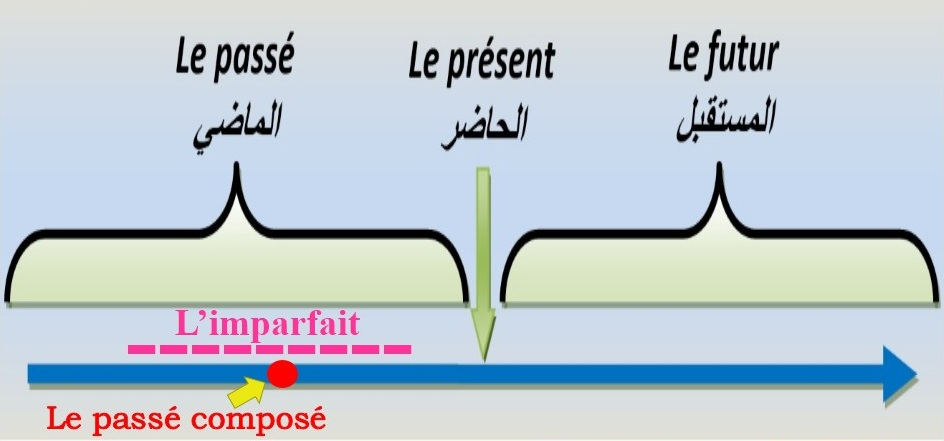 Le passé
الماضي
Le présent
الحاضر
Le futur
المستقبل
L’imparfait
Le passé composé